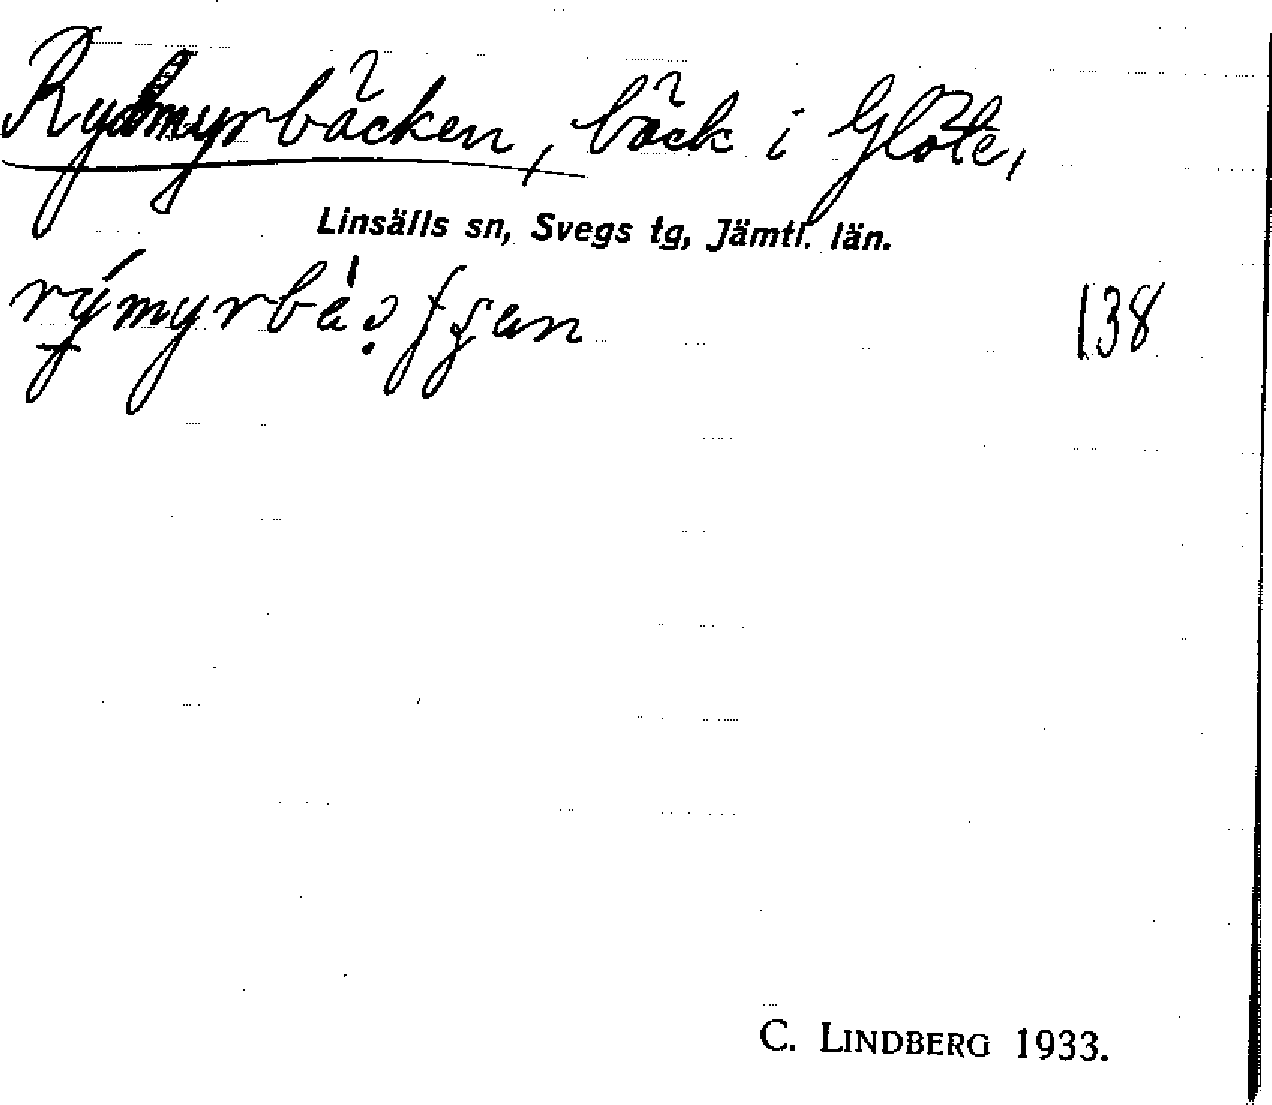 Rydmyrbäcken, bäck i Glöte,
Linsälls sn, Svegs tg, Jämtl. län.
138
C. LINDBERG 1933.